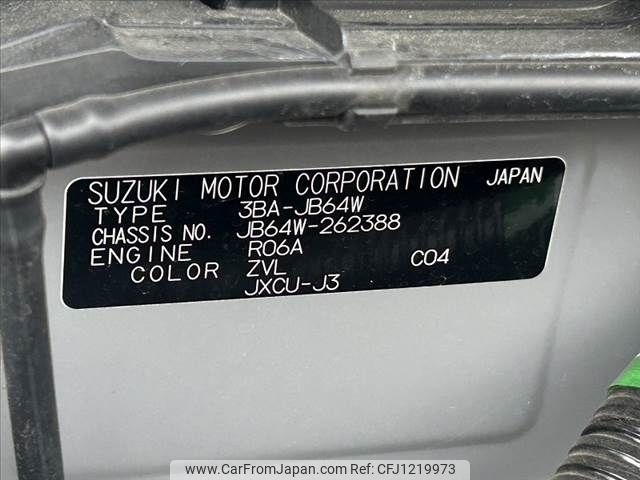 SUZUKI MOTOR CORPORATION JAPAN
TYPE 3BA-JB64W
CHASSIS NO. JB64W-262388
ENGINE R06A
COLOR ZVL C04
JXCU-J3
www.CarFromJapan.com - CFJ1219973